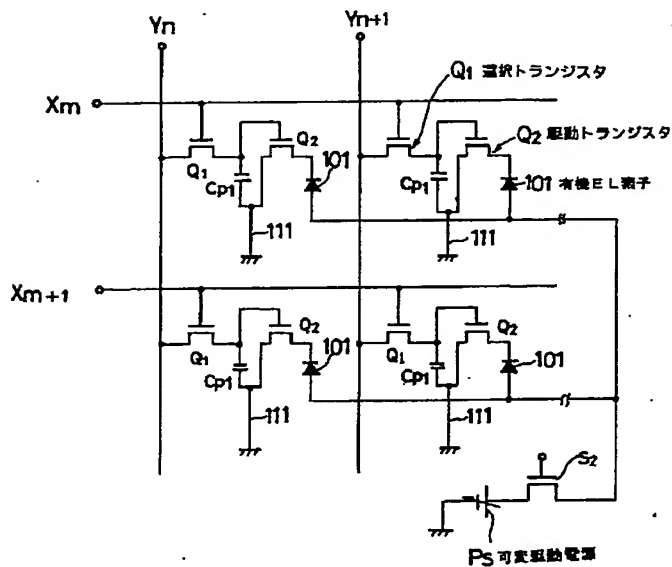 Yn
Yn+1
Q1 選択トランジスタ
Xm
Q2 駆動トランジスタ
Q2
101
101 有機EL素子
Q1
Cp1
Cp1
111
111
Xm+1
Q2
Q2
101
101
Q1
Cp1
Q1
Cp1
111
111
S2
Ps 可変駆動電源